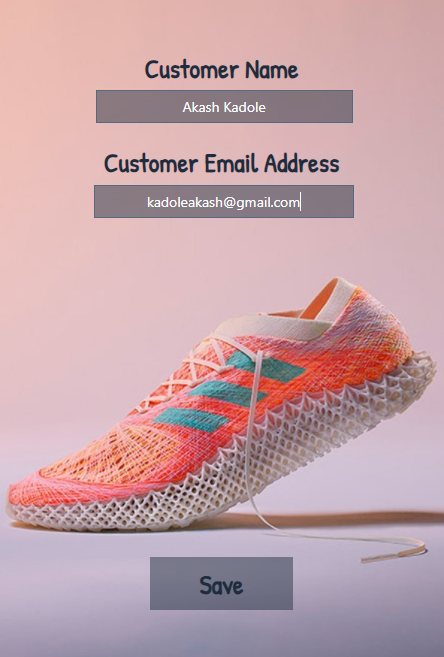 Customer Name
Akash Kadole
Customer Email Address
kadoleakash@gmail.com
Save